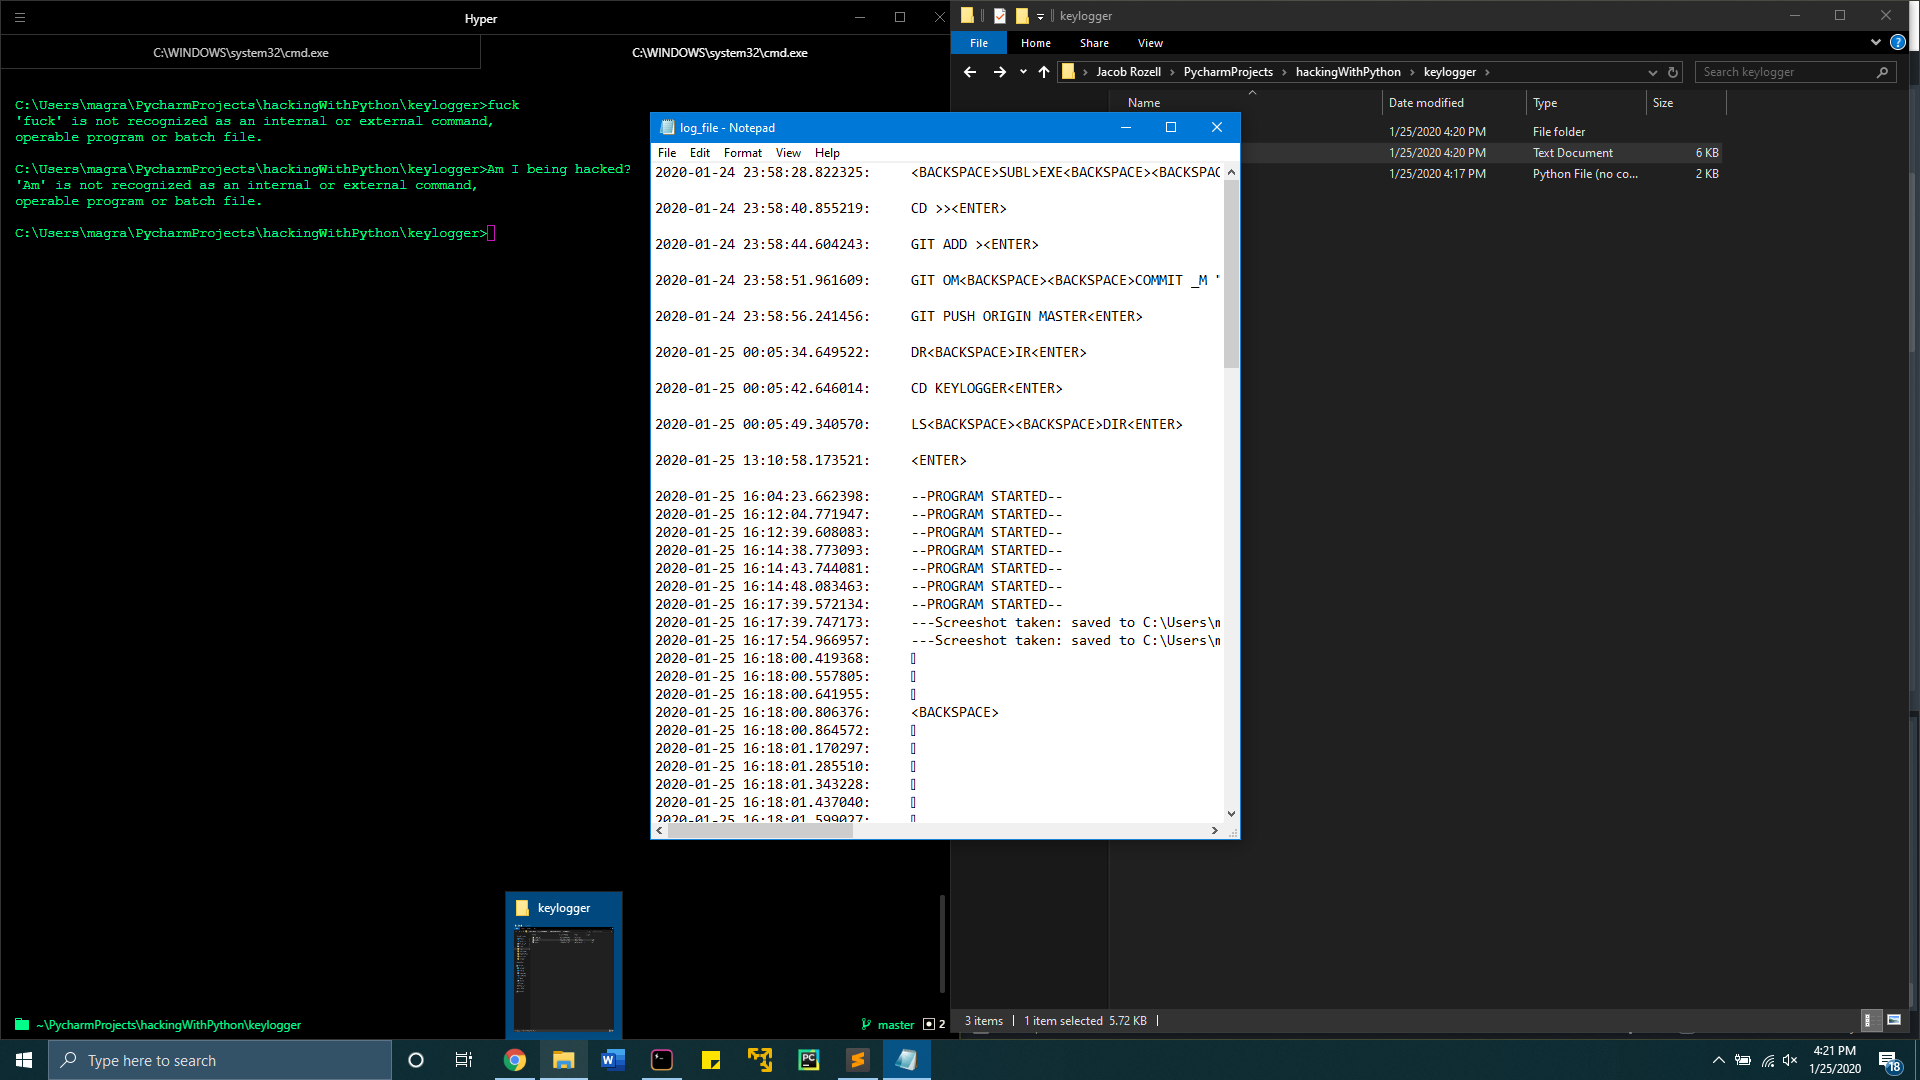 Hyper
C:\WINDOWS\system32\cmd.exe
C:\WINDOWS\system32\cmd.exe
C:\Users\magra\PycharmProjects\hackingWithPython\keylogger>fuck
'fuck' is not recognized as an internal or external command,
operable program or batch file.
C:\Users\magra\PycharmProjects\hackingWithPython\keylogger>Am I being hacked?
'Am' is not recognized as an internal or external command,
operable program or batch file.
C:\Users\magra\PycharmProjects\hackingWithPython\keylogger>
~\PycharmProjects\hackingWithPython\keylogger
master
2
keylogger
File Home Share View
Jacob Rozell > PycharmProjects > hackingWithPython > keylogger >
Search keylogger
Name Date modified Type Size
1/25/2020 4:20 PM File folder
1/25/2020 4:20 PM Text Document 6 KB
1/25/2020 4:17 PM Python File (no co... 2 KB
3 items 1 item selected 5.72 KB
log_file - Notepad
File Edit Format View Help
2020-01-24 23:58:28.822325: <BACKSPACE>SUBL>EXE<BACKSPACE><BACKSPAC
2020-01-24 23:58:40.855219: CD >><ENTER>
2020-01-24 23:58:44.604243: GIT ADD ><ENTER>
2020-01-24 23:58:51.961609: GIT OM<BACKSPACE><BACKSPACE>COMMIT _M "
2020-01-24 23:58:56.241456: GIT PUSH ORIGIN MASTER<ENTER>
2020-01-25 00:05:34.649522: DR<BACKSPACE>IR<ENTER>
2020-01-25 00:05:42.646014: CD KEYLOGGER<ENTER>
2020-01-25 00:05:49.340570: LS<BACKSPACE><BACKSPACE>DIR<ENTER>
2020-01-25 13:10:58.173521: <ENTER>
2020-01-25 16:04:23.662398: --PROGRAM STARTED--
2020-01-25 16:12:04.771947: --PROGRAM STARTED--
2020-01-25 16:12:39.608083: --PROGRAM STARTED--
2020-01-25 16:14:38.773093: --PROGRAM STARTED--
2020-01-25 16:14:43.744081: --PROGRAM STARTED--
2020-01-25 16:14:48.083463: --PROGRAM STARTED--
2020-01-25 16:17:39.572134: --PROGRAM STARTED--
2020-01-25 16:17:39.747173: ---Screeshot taken: saved to C:\Users\m
2020-01-25 16:17:54.966957: ---Screeshot taken: saved to C:\Users\m
2020-01-25 16:18:00.419368:
2020-01-25 16:18:00.557805:
2020-01-25 16:18:00.641955:
2020-01-25 16:18:00.806376: <BACKSPACE>
2020-01-25 16:18:00.864572:
2020-01-25 16:18:01.170297:
2020-01-25 16:18:01.285510:
2020-01-25 16:18:01.343228:
2020-01-25 16:18:01.437040:
2020-01-25 16:18:01.599027:
keylogger
Type here to search
4:21 PM
1/25/2020
18